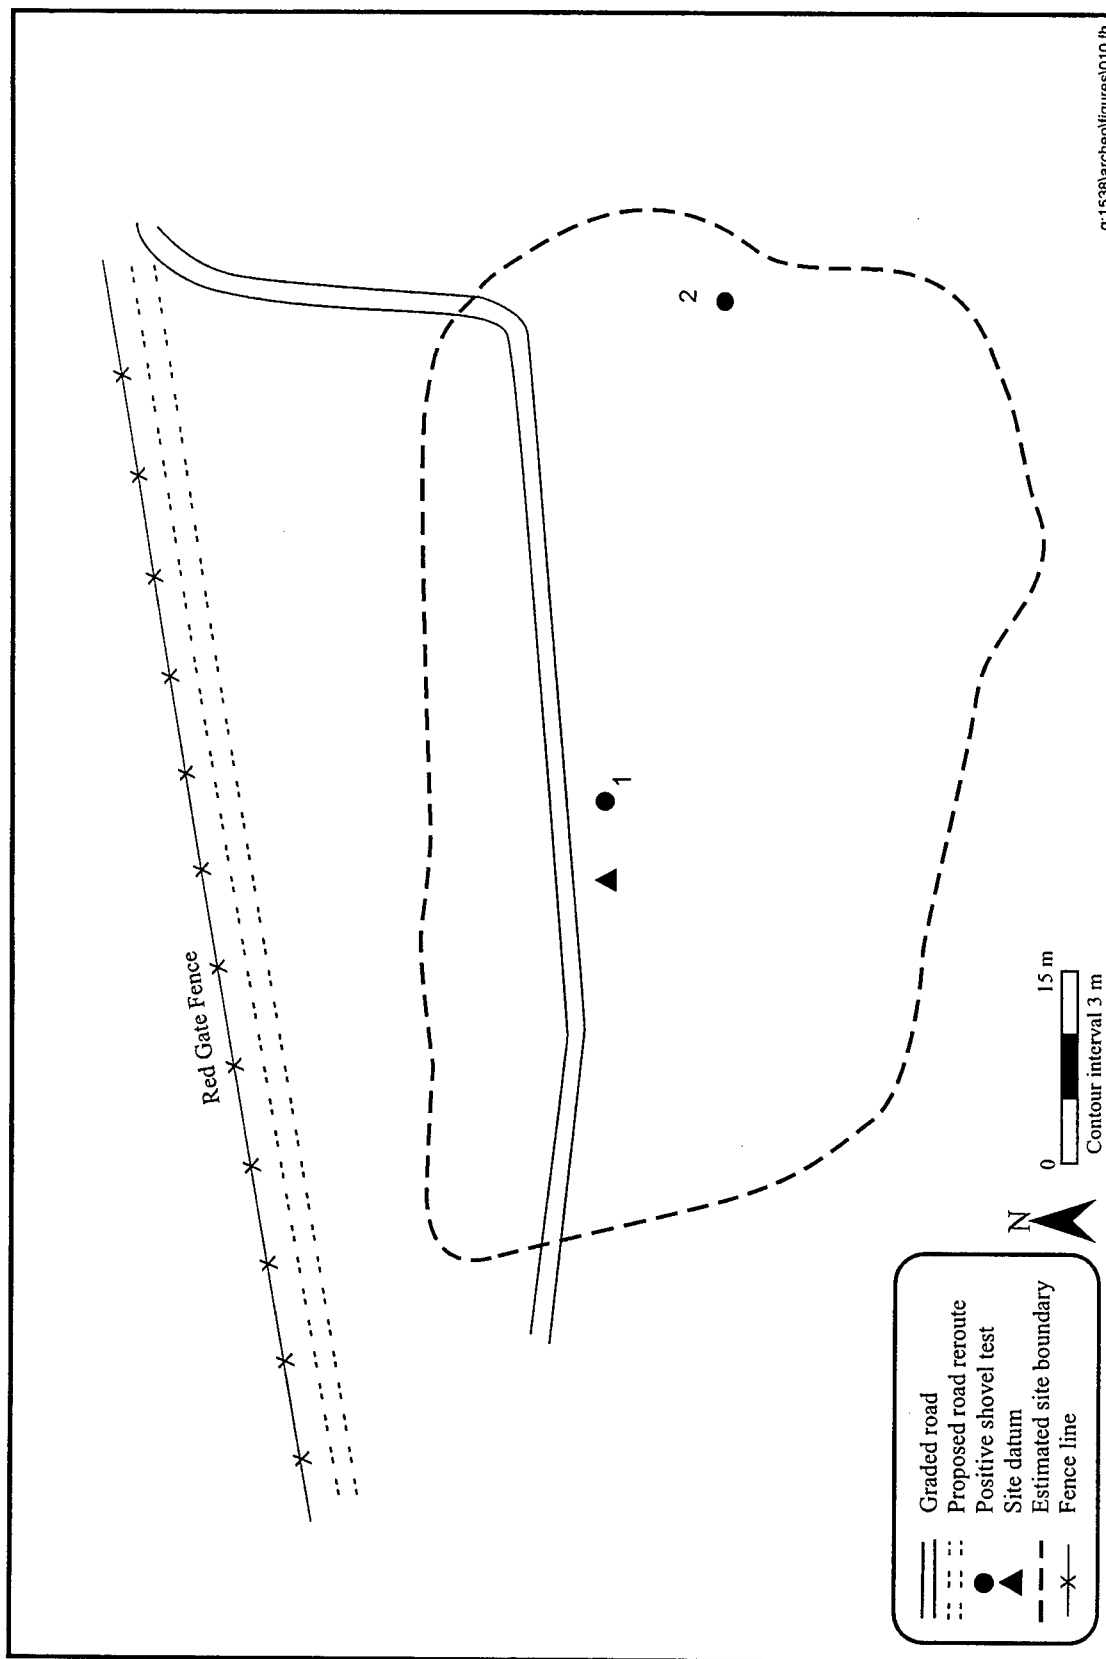 Red Gate Fence
1
2
N
0
15 m
Contour interval 3 m
Graded road
Proposed road reroute
Positive shovel test
Site datum
Estimated site boundary
Fence line